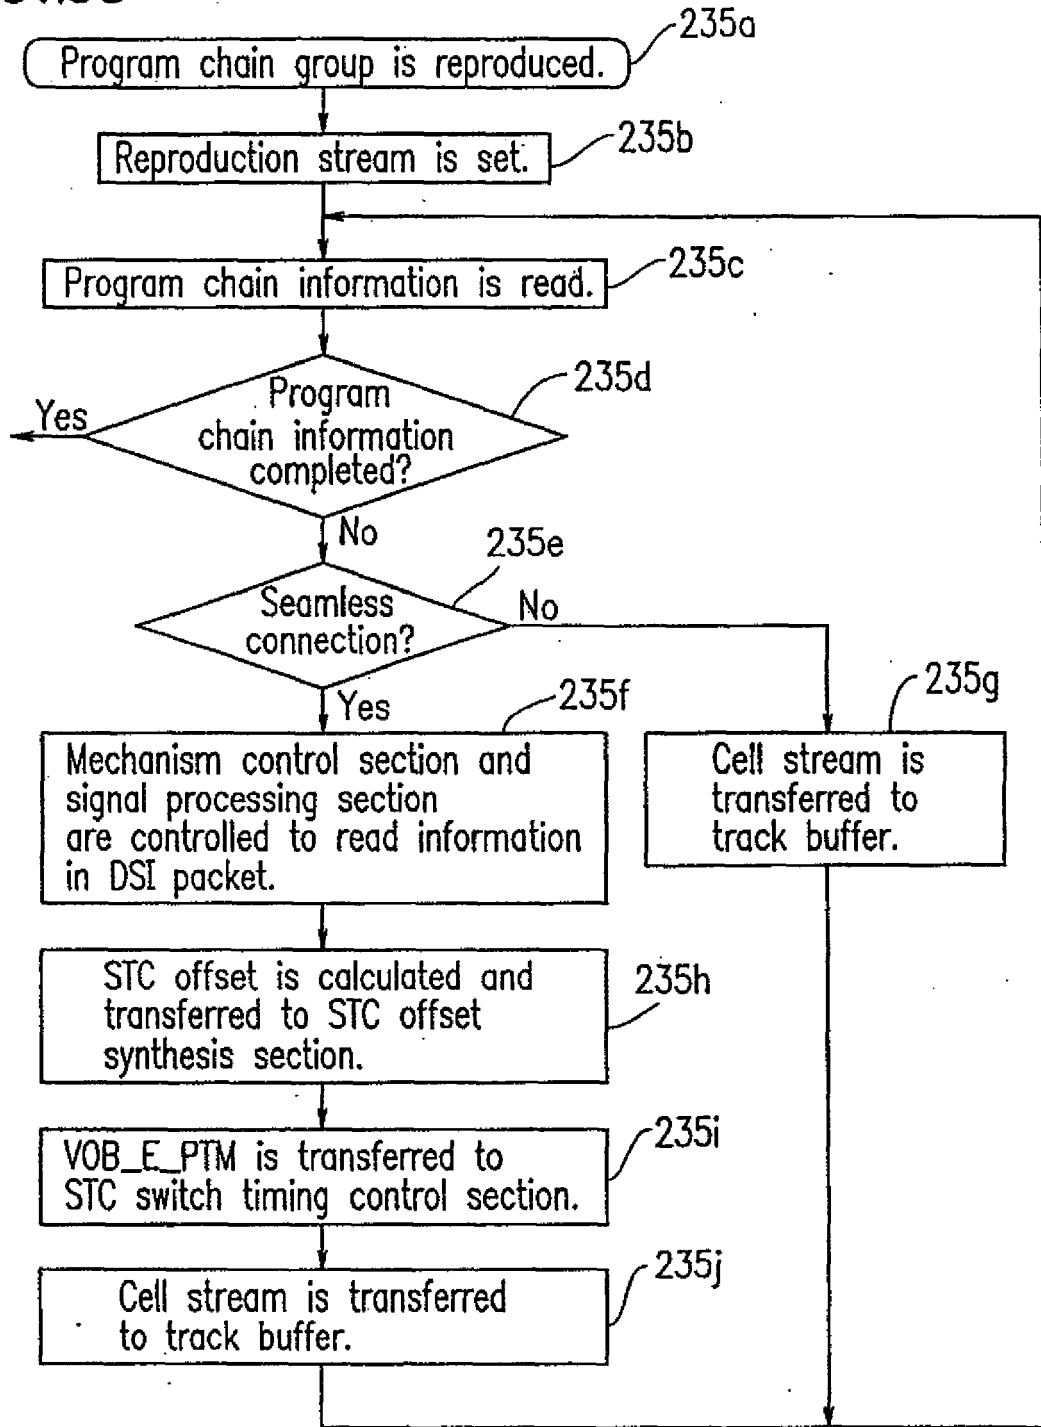 235a
Program chain group is reproduced.
235b
Reproduction stream is set.
235c
Program chain information is read.
235d
Program
chain information
completed?
Yes
No
235e
Seamless
connection?
No
Yes
235f
Mechanism control section and
signal processing section
are controlled to read information
in DSI packet.
235g
Cell stream is
transferred to
track buffer.
STC offset is calculated and
transferred to STC offset
synthesis section.
235h
235i
VOB_E_PTM is transferred to
STC switch timing control section.
235j
Cell stream is transferred
to track buffer.